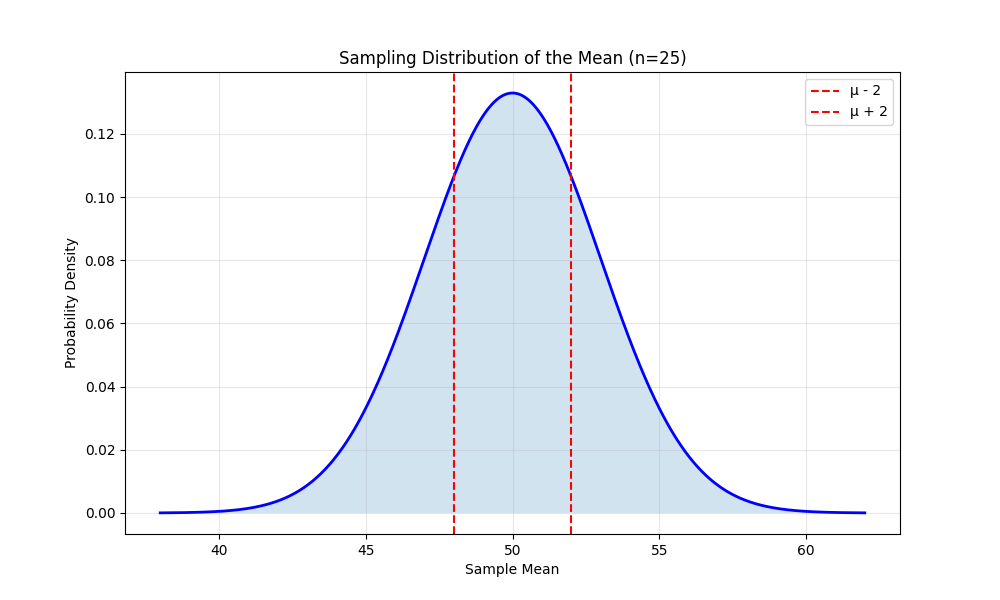 Sampling Distribution of the Mean (n=25)
μ - 2
μ + 2
Probability Density
0.12
0.10
0.08
0.06
0.04
0.02
0.00
40 45 50 55 60
Sample Mean